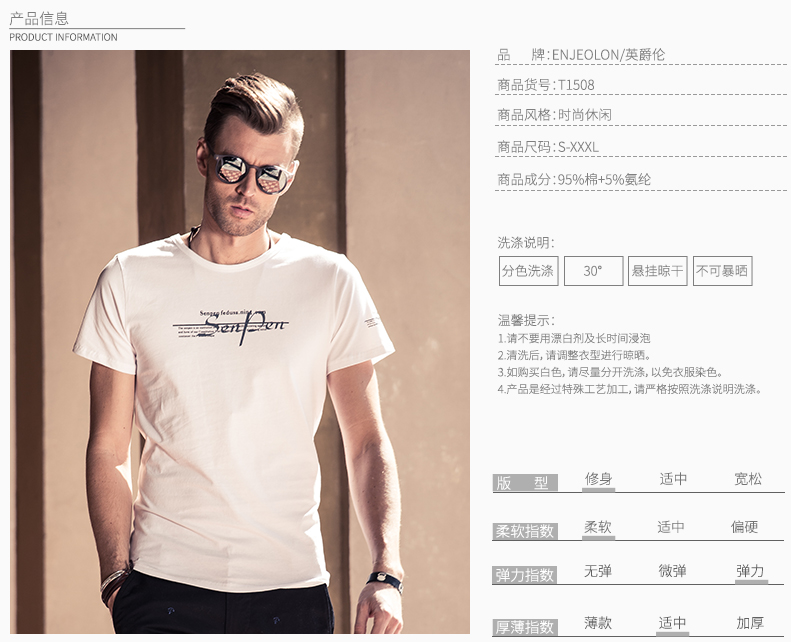 产品信息
PRODUCT INFORMATION
品 牌:ENJEOLON/英爵伦
商品货号:T1508
商品风格:时尚休闲
商品尺码:S-XXXL
商品成分:95%棉+5%氨纶
洗涤说明:
分色洗涤 30° 悬挂晾干 不可暴晒
温馨提示:
1.请不要用漂白剂及长时间浸泡
2.清洗后, 请调整衣型进行晾晒。
3.如购买白色, 请尽量分开洗涤, 以免衣服染色。
4.产品是经过特殊工艺加工, 请严格按照洗涤说明洗涤。
版 型 修身 适中 宽松
柔软指数 柔软 适中 偏硬
弹力指数 无弹 微弹 弹力
厚薄指数 薄款 适中 加厚
SenPen